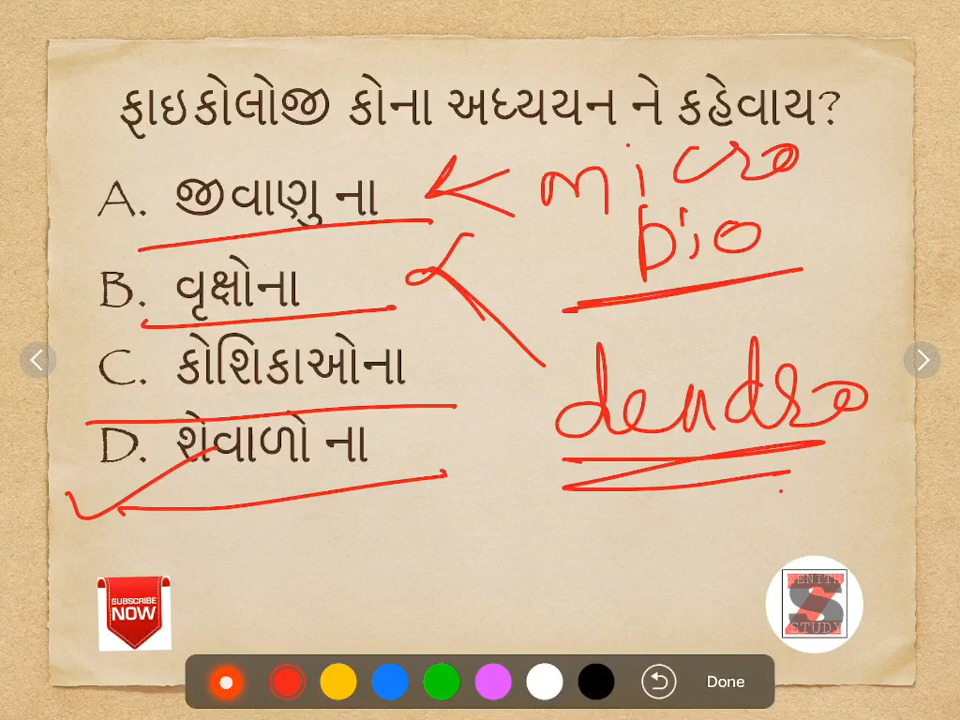 ફાઇકોલોજી કોના અધ્યયન ને કહેવાય?
A. જીવાણુ ના
micro
bio
B. વૃક્ષોના
C. કોશિકાઓના
dendro
D. શેવાળો ના
SUBSCRIBE
NOW
ZENITH
STUDY
Done